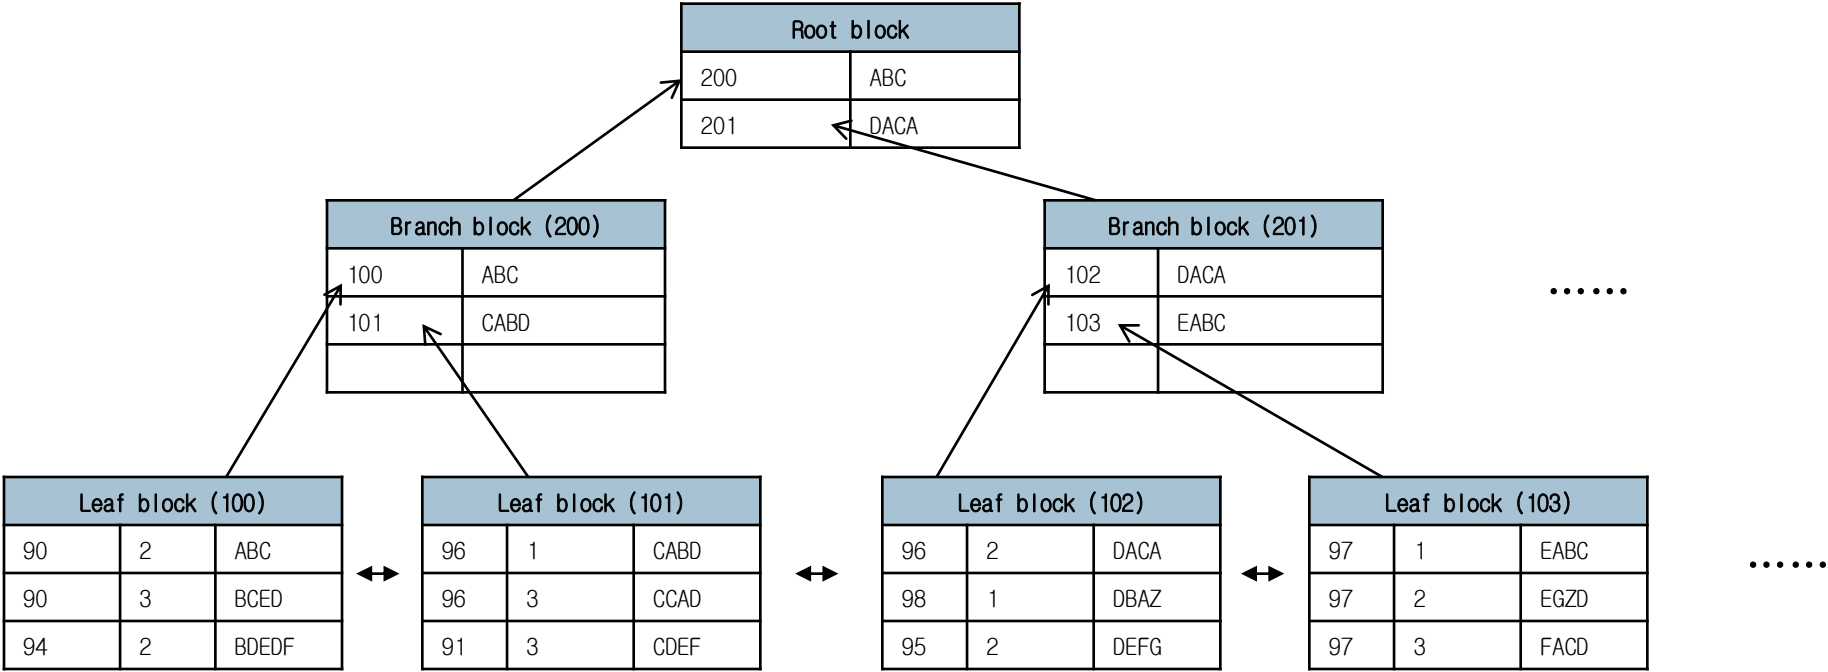 Root block
200 ABC
201 DACA
Branch block (200)
100 ABC
101 CABD
Branch block (201)
102 DACA
103 EABC
......
Leaf block (100)
90 2 ABC
90 3 BCED
94 2 BDEDF
Leaf block (101)
96 1 CABD
96 3 CCAD
91 3 CDEF
Leaf block (102)
96 2 DACA
98 1 DBAZ
95 2 DEFG
Leaf block (103)
97 1 EABC
97 2 EGZD
97 3 FACD
......